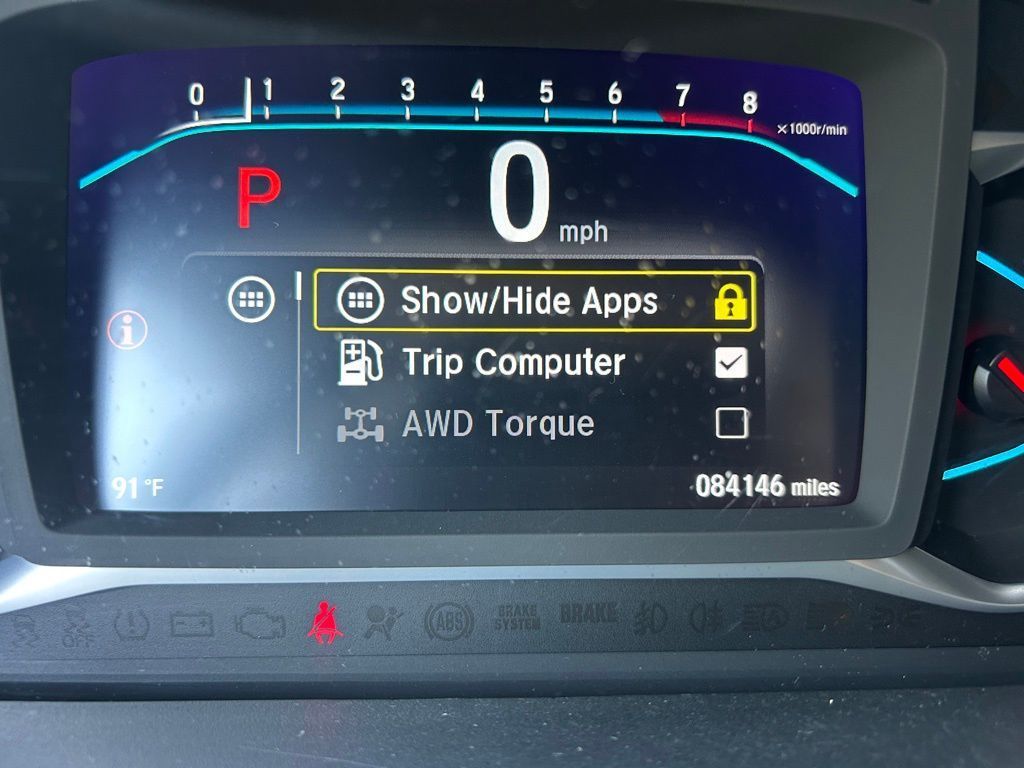 0 1 2 3 4 5 6 7 8
×1000r/min
P 0 mph
Show/Hide Apps
Trip Computer
AWD Torque
91°F 084146 miles
ABS BRAKE SYSTEM BRAKE